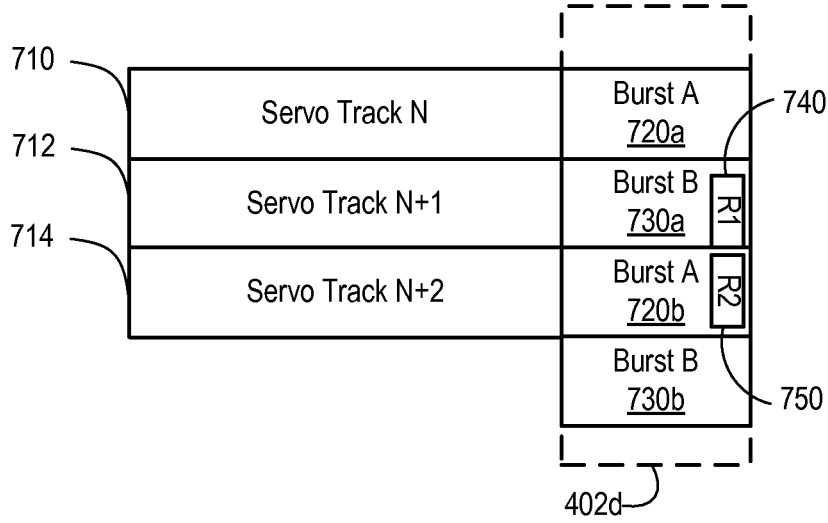 710
Servo Track N
Burst A
720a
740
712
Servo Track N+1
Burst B
730a
R1
714
Servo Track N+2
Burst A
720b
R2
Burst B
730b
750
402d